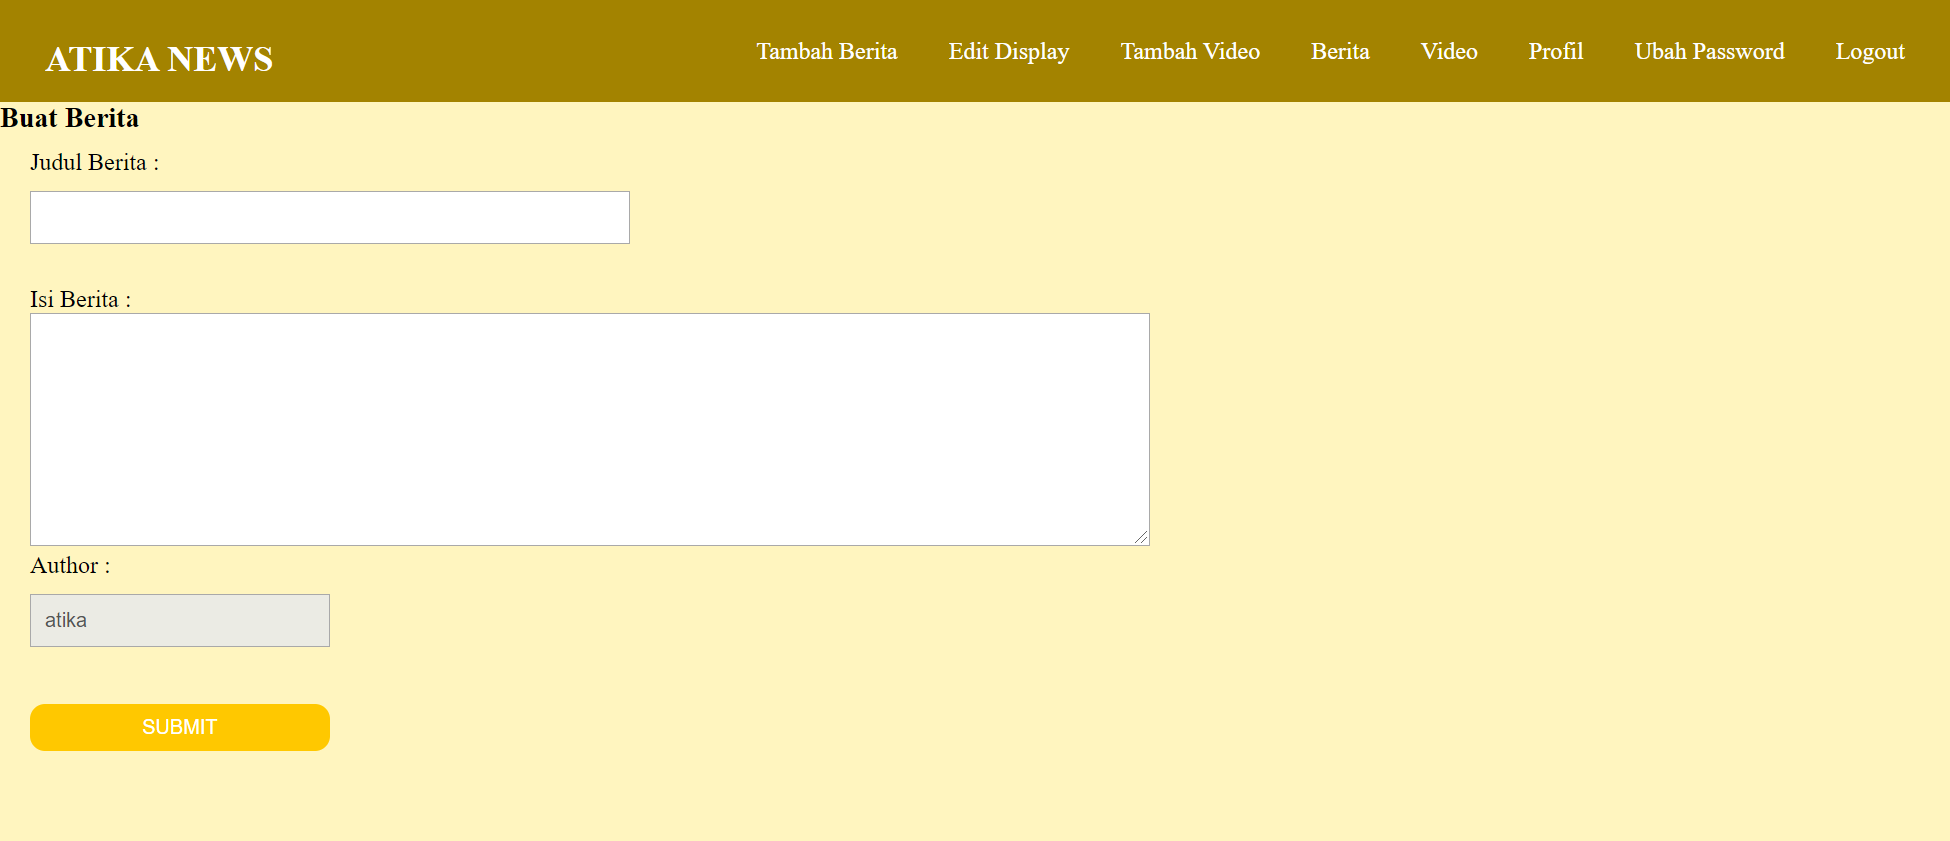 ATIKA NEWS
Tambah Berita Edit Display Tambah Video Berita Video Profil Ubah Password Logout
Buat Berita
Judul Berita :
Isi Berita :
Author :
atika
SUBMIT